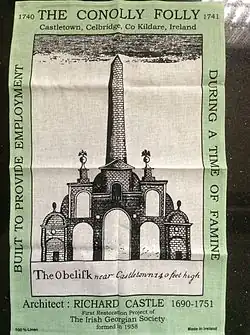 1740 THE CONOLLY FOLLY 1741
Castletown, Celbridge, Co Kildare, Ireland
BUILT TO PROVIDE EMPLOYMENT
DURING A TIME OF FAMINE
The Obelisk near Castletown 140 feet high
Architect : RICHARD CASTLE 1690-1751
First Restoration Project of
The Irish Georgian Society
formed in 1958
100 % Linen
Made in Ireland